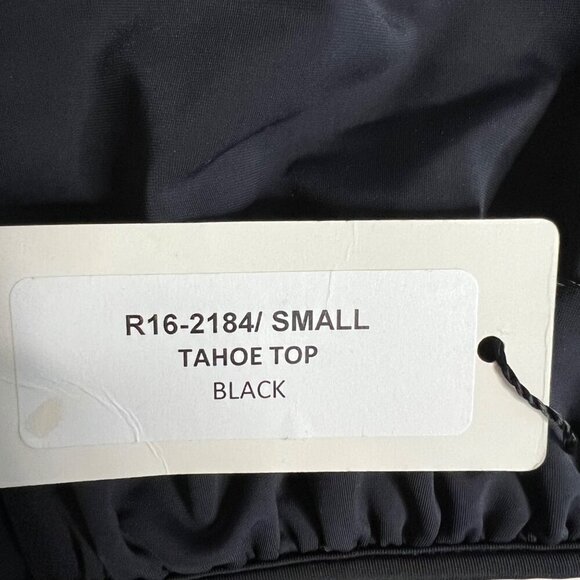 R16-2184/ SMALL
TAHOE TOP
BLACK